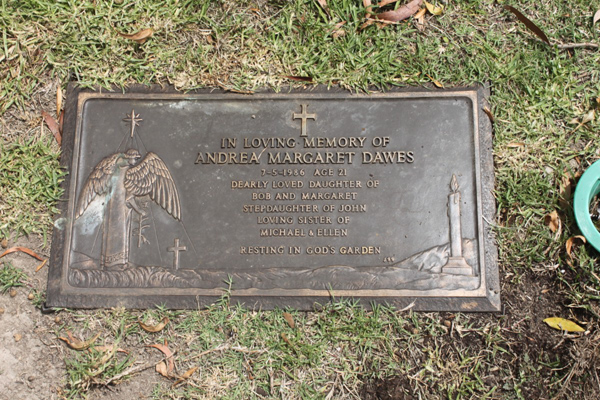 IN LOVING MEMORY OF
ANDREA MARGARET DAWES
7-5-1986 AGE 21
DEARLY LOVED DAUGHTER OF
BOB AND MARGARET
STEPDAUGHTER OF JOHN
LOVING SISTER OF
MICHAEL & ELLEN
RESTING IN GOD'S GARDEN